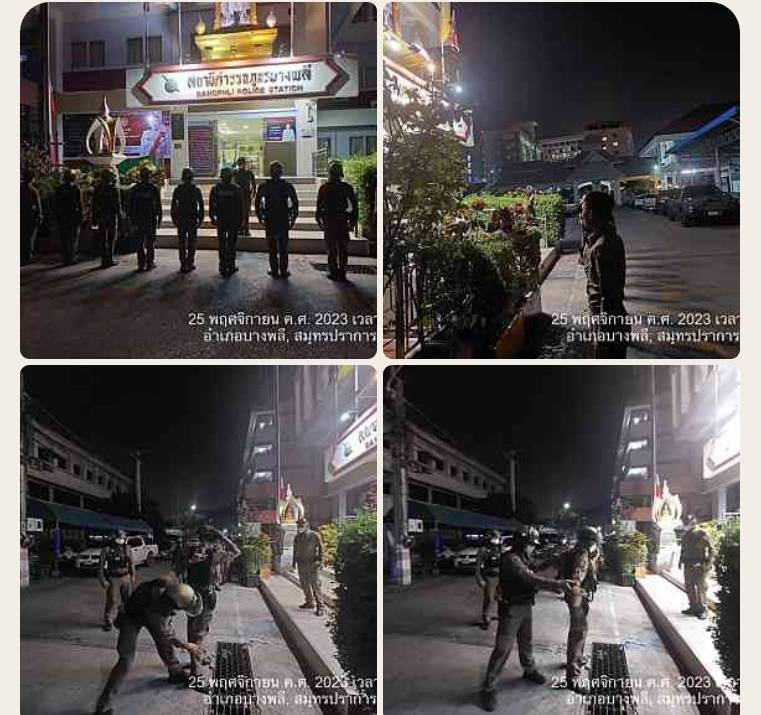 สถานีตำรวจภูธรบางพลี
BANGPHLI POLICE STATION
25 พฤศจิกายน ค.ศ. 2023 เวลา
อำเภอบางพลี, สมุทรปราการ
25 พฤศจิกายน ค.ศ. 2023 เวลา
อำเภอบางพลี, สมุทรปราการ
25 พฤศจิกายน ค.ศ. 2023 เวลา
อำเภอบางพลี, สมุทรปราการ
25 พฤศจิกายน ค.ศ. 2023
อำเภอบางพลี, สมุทรปราการ